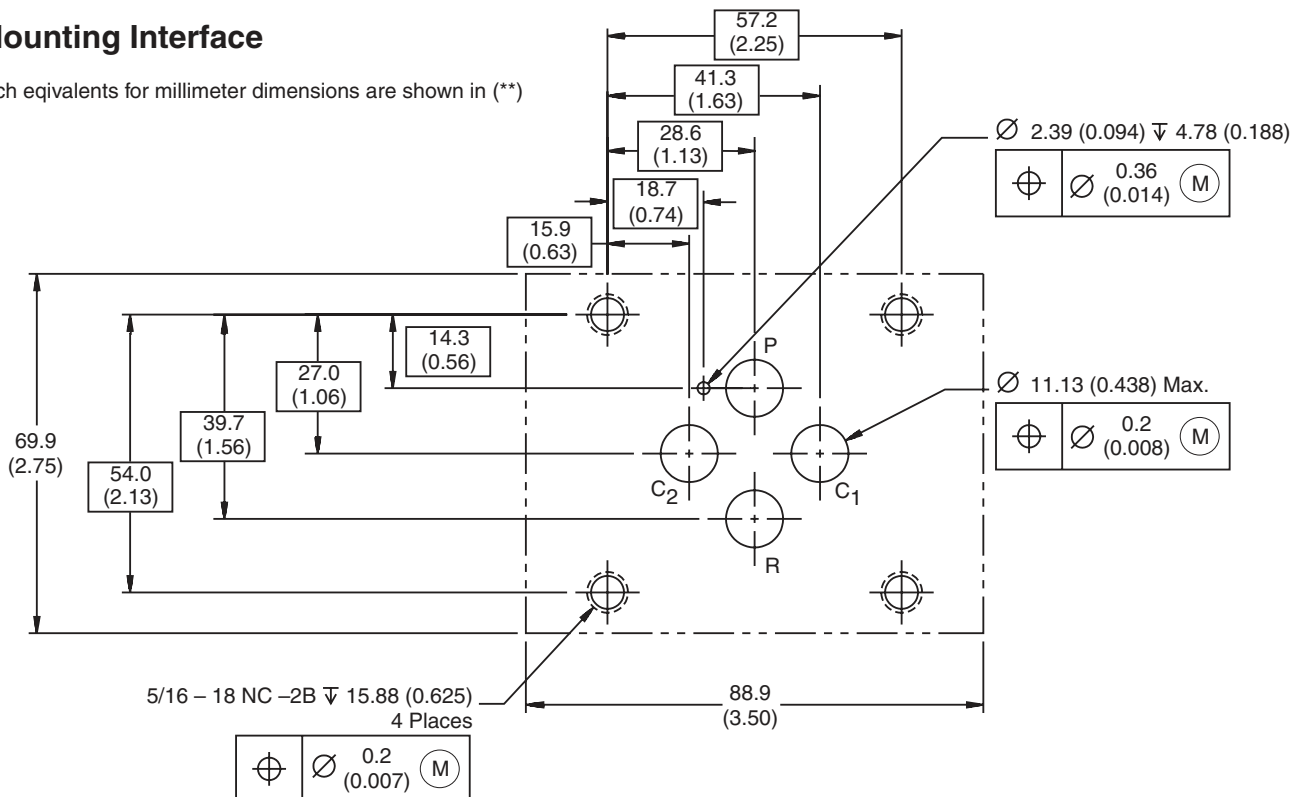 ounting Interface
ch eqivalents for millimeter dimensions are shown in (**)
57.2
(2.25)
41.3
(1.63)
28.6
(1.13)
18.7
(0.74)
15.9
(0.63)
⌀ 2.39 (0.094) ↧ 4.78 (0.188)
⌖ ⌀ 0.36 (0.014) Ⓜ
14.3
(0.56)
27.0
(1.06)
39.7
(1.56)
54.0
(2.13)
69.9
(2.75)
P
⌀ 11.13 (0.438) Max.
⌖ ⌀ 0.2 (0.008) Ⓜ
C2
C1
R
5/16 – 18 NC –2B ↧ 15.88 (0.625)
4 Places
⌖ ⌀ 0.2 (0.007) Ⓜ
88.9
(3.50)